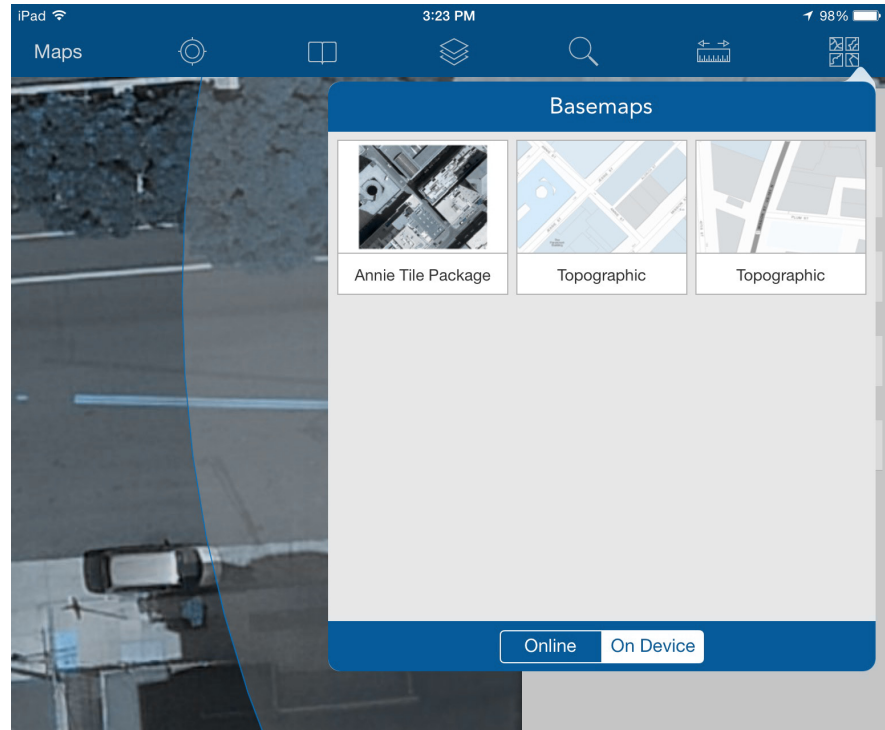 iPad 3:23 PM 98%
Maps
Basemaps
Annie Tile Package Topographic Topographic
Online On Device